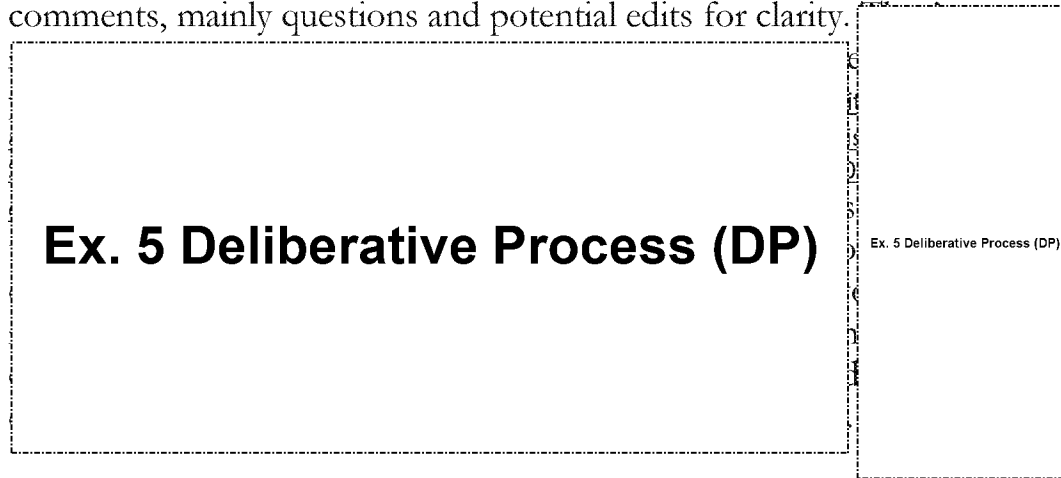 comments, mainly questions and potential edits for clarity.
Ex. 5 Deliberative Process (DP)
Ex. 5 Deliberative Process (DP)